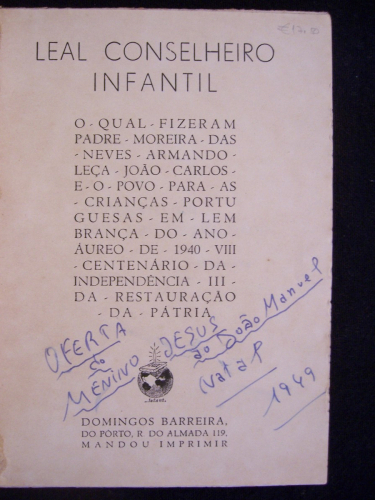 LEAL CONSELHEIRO
INFANTIL
O - QUAL - FIZERAM
PADRE - MOREIRA - DAS
- NEVES - ARMANDO -
LEÇA - JOÃO - CARLOS -
E - O - POVO - PARA - AS
CRIANÇAS - PORTU
GUESAS - EM - LEM
BRANÇA - DO - ANO -
ÁUREO - DE - 1940 - VIII
- CENTENÁRIO - DA -
INDEPENDÊNCIA - III -
DA - RESTAURAÇÃO
- DA - PÁTRIA
OFERTA
do
MENINO JESUS
ao João Manuel
Natal
1949
DOMINGOS BARREIRA,
DO PÔRTO, R. DO ALMADA 119,
MANDOU IMPRIMIR